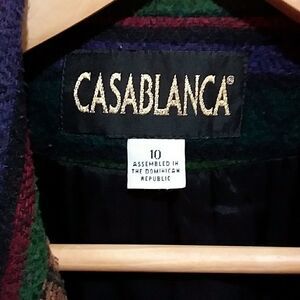 CASABLANCA®
10
ASSEMBLED IN
THE DOMINICAN
REPUBLIC